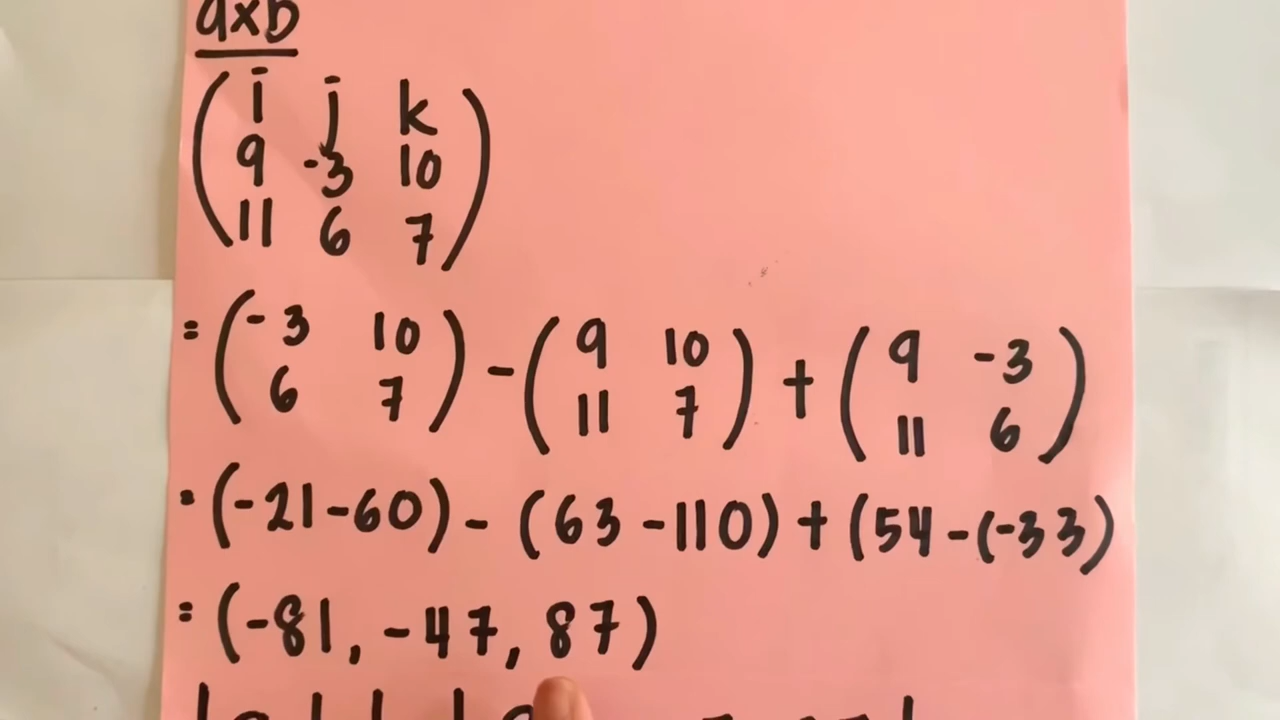 axb
( i j k
9 -3 10
11 6 7 )
= ( -3 10 ) - ( 9 10 ) + ( 9 -3 )
( 6 7 ) ( 11 7 ) ( 11 6 )
= (-21-60) - (63-110) + (54-(-33)
= (-81, -47, 87)